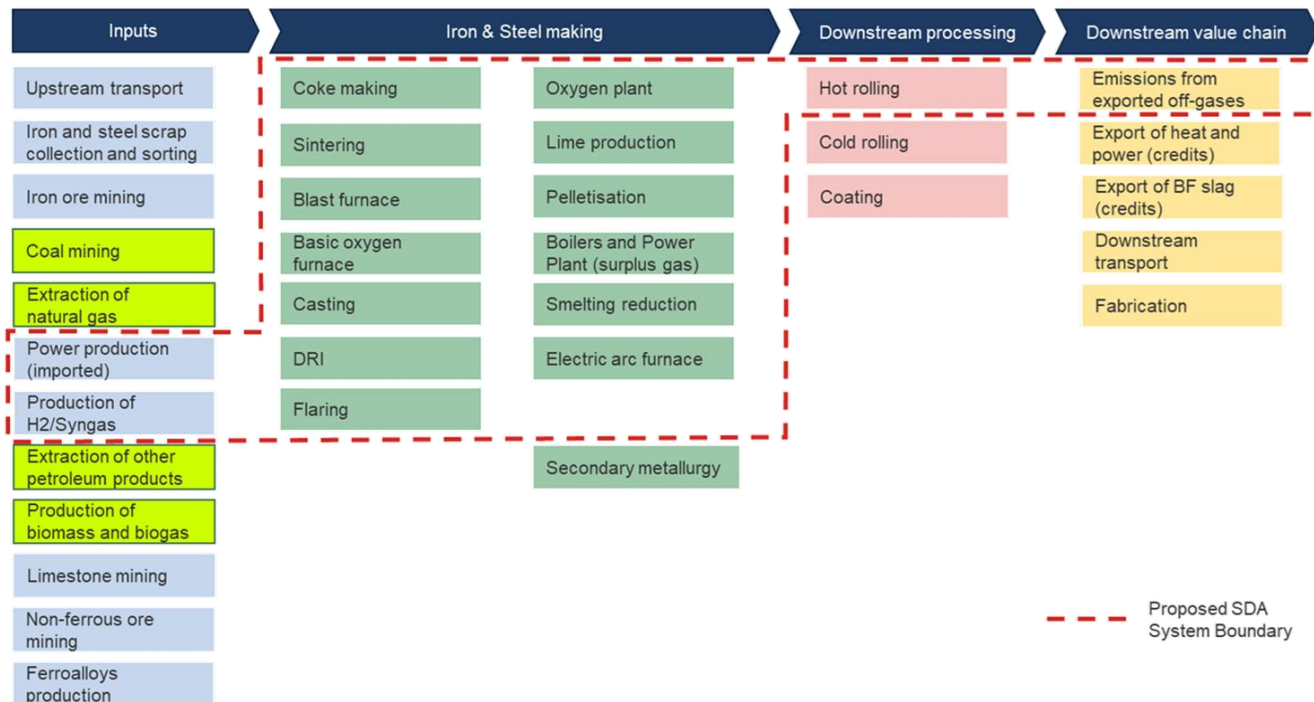 Inputs
Iron & Steel making
Downstream processing
Downstream value chain
Upstream transport
Iron and steel scrap
collection and sorting
Iron ore mining
Coal mining
Extraction of
natural gas
Power production
(imported)
Production of
H2/Syngas
Extraction of other
petroleum products
Production of
biomass and biogas
Limestone mining
Non-ferrous ore
mining
Ferroalloys
production
Coke making
Sintering
Blast furnace
Basic oxygen
furnace
Casting
DRI
Flaring
Oxygen plant
Lime production
Pelletisation
Boilers and Power
Plant (surplus gas)
Smelting reduction
Electric arc furnace
Secondary metallurgy
Hot rolling
Cold rolling
Coating
Emissions from
exported off-gases
Export of heat and
power (credits)
Export of BF slag
(credits)
Downstream
transport
Fabrication
Proposed SDA
System Boundary